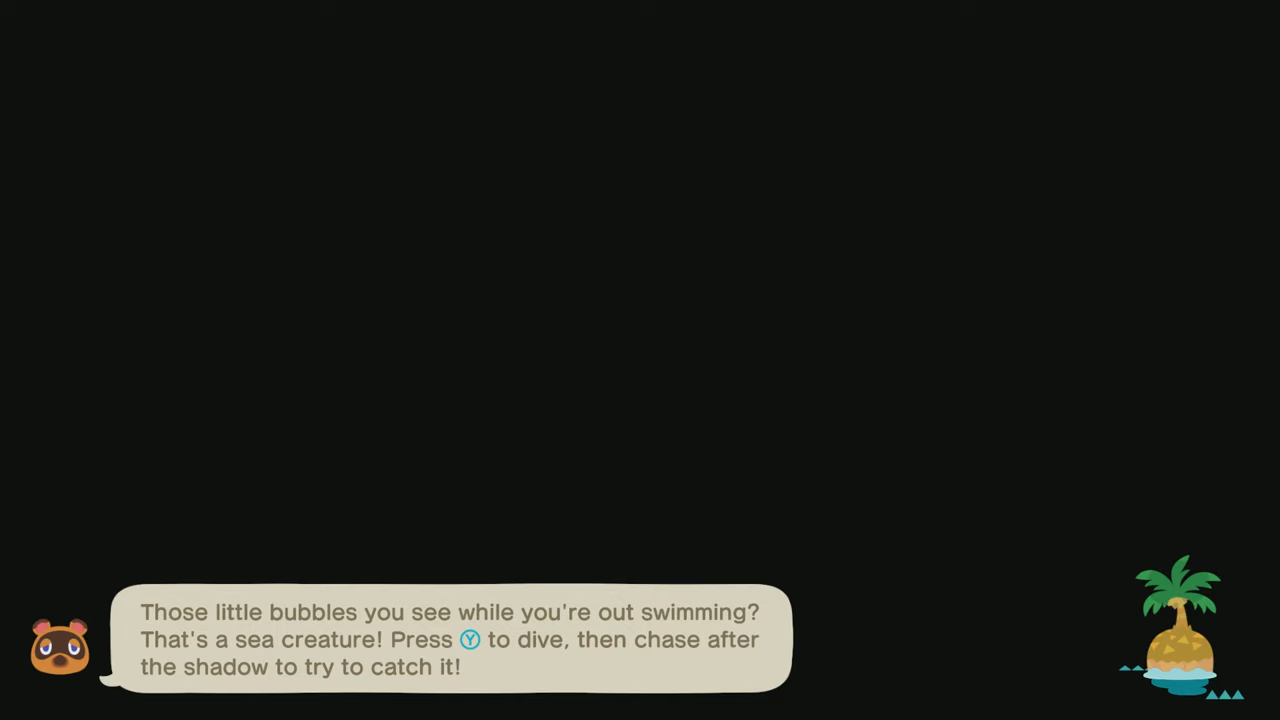 Those little bubbles you see while you're out swimming?
That's a sea creature! Press Ⓨ to dive, then chase after
the shadow to try to catch it!